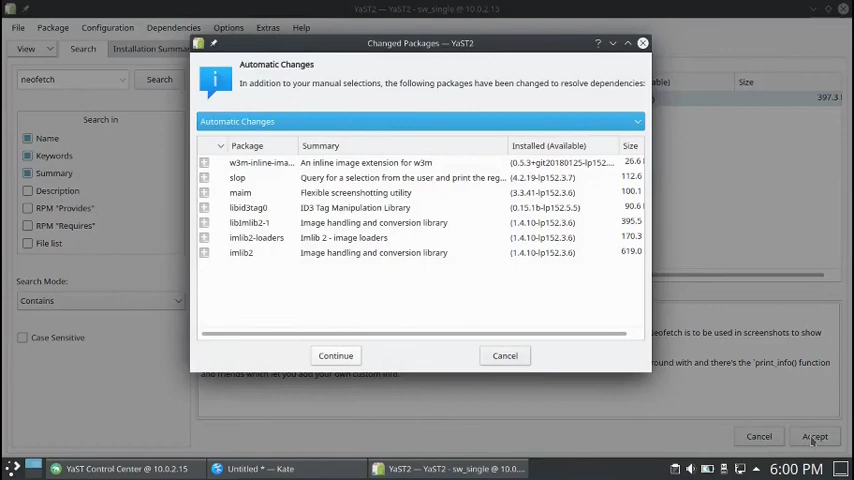 YaST2 — YaST2 - sw_single @ 10.0.2.15
File Package Configuration Dependencies Options Extras Help
View Search Installation Summa
neofetch Search
Search in
Name
Keywords
Summary
Description
RPM "Provides"
RPM "Requires"
File list
Search Mode:
Contains
Case Sensitive
Changed Packages — YaST2
Automatic Changes
In addition to your manual selections, the following packages have been changed to resolve dependencies:
Automatic Changes
Package Summary Installed (Available) Size
w3m-inline-ima... An inline image extension for w3m (0.5.3+git20180125-lp152.... 26.6
slop Query for a selection from the user and print the reg... (4.2.19-lp152.3.7) 112.6
maim Flexible screenshotting utility (3.3.41-lp152.3.6) 100.1
libid3tag0 ID3 Tag Manipulation Library (0.15.1b-lp152.5.5) 90.6
libImlib2-1 Image handling and conversion library (1.4.10-lp152.3.6) 395.5
imlib2-loaders Imlib 2 - image loaders (1.4.10-lp152.3.6) 170.3
imlib2 Image handling and conversion library (1.4.10-lp152.3.6) 619.0
Continue Cancel
able) Size
397.3
eofetch is to be used in screenshots to show
round with and there's the `print_info() function
and friends which let you add your own custom info.
Cancel Accept
YaST Control Center @ 10.0.2.15 Untitled * — Kate YaST2 — YaST2 - sw_single @ 10.0.... 6:00 PM